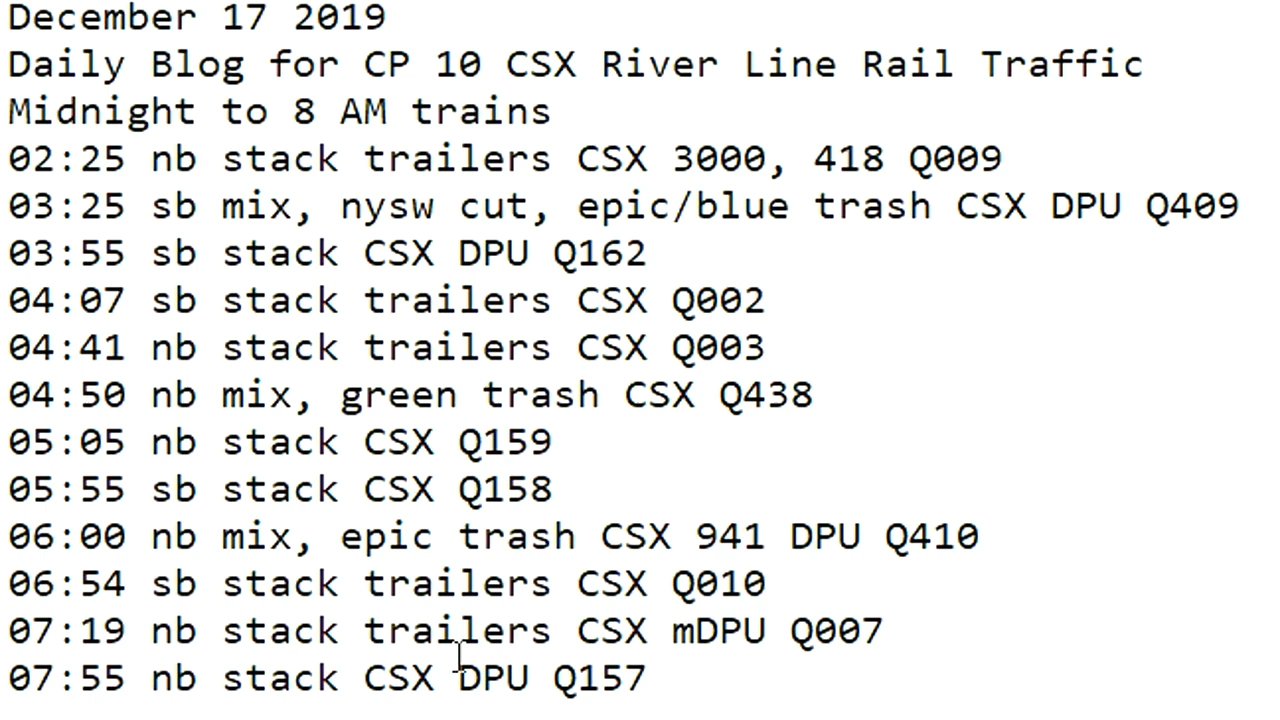 December 17 2019
Daily Blog for CP 10 CSX River Line Rail Traffic
Midnight to 8 AM trains
02:25 nb stack trailers CSX 3000, 418 Q009
03:25 sb mix, nysw cut, epic/blue trash CSX DPU Q409
03:55 sb stack CSX DPU Q162
04:07 sb stack trailers CSX Q002
04:41 nb stack trailers CSX Q003
04:50 nb mix, green trash CSX Q438
05:05 nb stack CSX Q159
05:55 sb stack CSX Q158
06:00 nb mix, epic trash CSX 941 DPU Q410
06:54 sb stack trailers CSX Q010
07:19 nb stack trailers CSX mDPU Q007
07:55 nb stack CSX DPU Q157